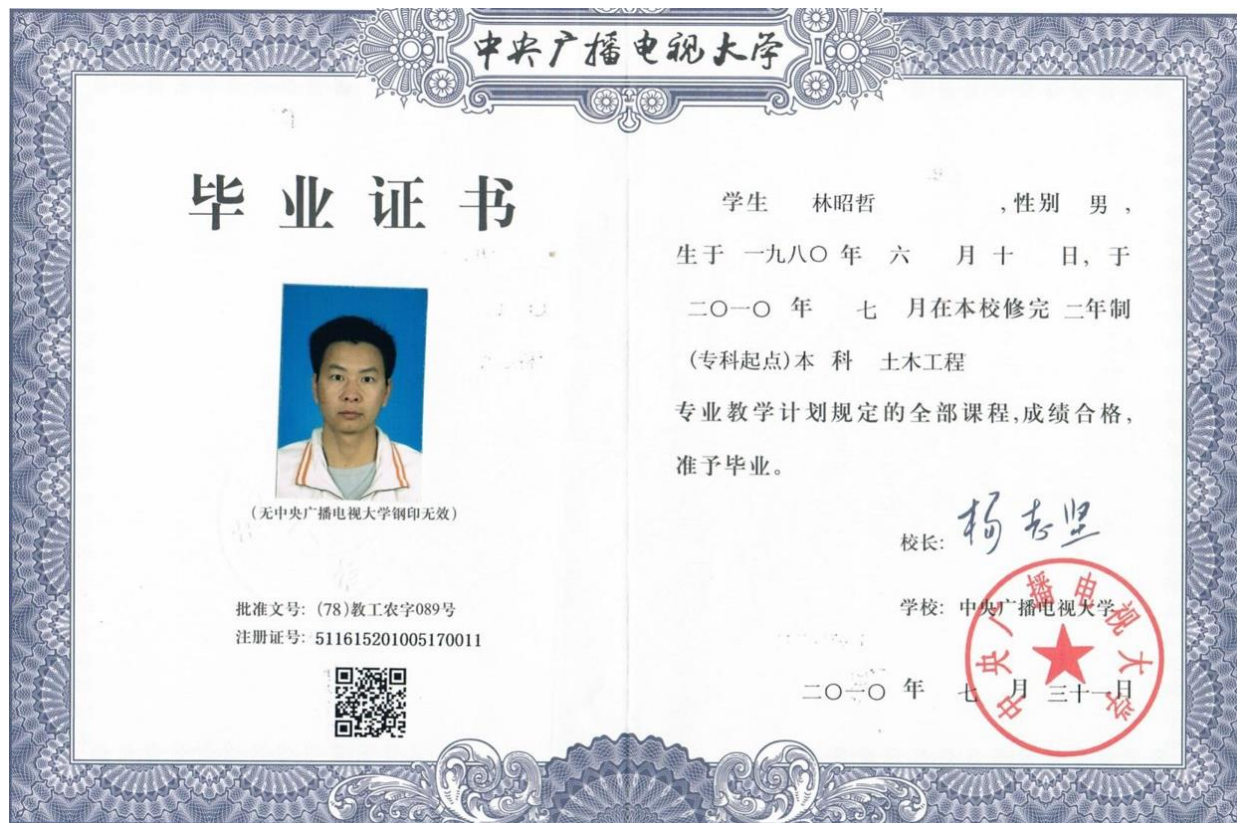 中央广播电视大学
毕业证书
(无中央广播电视大学钢印无效)
批准文号: (78)教工农字089号
注册证号: 511615201005170011
学生 林昭哲 ,性别 男 ,
生于 一九八〇 年 六 月 十 日, 于
二〇一〇 年 七 月在本校修完 二年制
(专科起点)本 科 土木工程
专业教学计划规定的全部课程,成绩合格,
准予毕业。
校长: 杨志坚
学校: 中央广播电视大学
二〇一〇 年 七 月 三十一日
中央广播电视大学